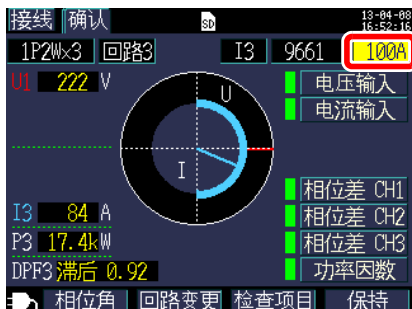 接线 确认 SD 13-04-08
16:52:16
1P2W×3 回路3 I3 9661 100A
U1 222 V U 电压输入
电流输入
I
相位差 CH1
I3 84 A 相位差 CH2
P3 17.4kW 相位差 CH3
DPF3 滞后 0.92 功率因数
相位角 回路变更 检查项目 保持